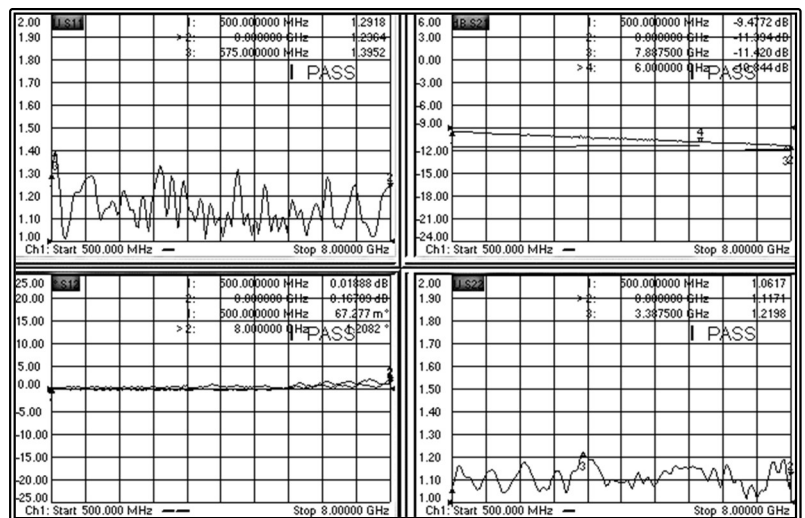 2.00 U S11 1: 500.000000 MHz 1.2918
1.90 >2: 0.000000 GHz 1.2364
1.80 3: 575.000000 MHz 1.3952
PASS
1.70
1.60
1.50
1.40
1.30
1.20
1.10
1.00
Ch1: Start 500.000 MHz Stop 8.00000 GHz
6.00 dB S21 1: 500.000000 MHz -9.4772 dB
3.00 2: 0.000000 GHz -11.394 dB
0.00 3: 7.887500 GHz -11.420 dB
>4: 6.000000 GHz -10.844 dB
PASS
-3.00
-6.00
-9.00
4
-12.00
32
-15.00
-18.00
-21.00
-24.00
Ch1: Start 500.000 MHz Stop 8.00000 GHz
25.00 1: 500.000000 MHz 0.01888 dB
20.00 2: 0.000000 GHz 0.16709 dB
15.00 1: 500.000000 MHz 67.277 m°
>2: 8.000000 GHz 1.2082 °
PASS
10.00
5.00
0.00
-5.00
-10.00
-15.00
-20.00
-25.00
Ch1: Start 500.000 MHz Stop 8.00000 GHz
2.00 U S22 1: 500.000000 MHz 1.0617
1.90 >2: 0.000000 GHz 1.1171
1.80 3: 3.387500 GHz 1.2198
PASS
1.70
1.60
1.50
1.40
1.30
3
1.20
1.10
1.00
Ch1: Start 500.000 MHz Stop 8.00000 GHz